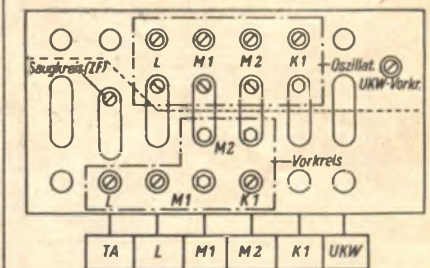 L M1 M2 K1
Saugkreis(ZF)
Oszillat.
UKW-Vorkr.
M2
Vorkreis
L M1 K1
TA L M1 M2 K1 UKW